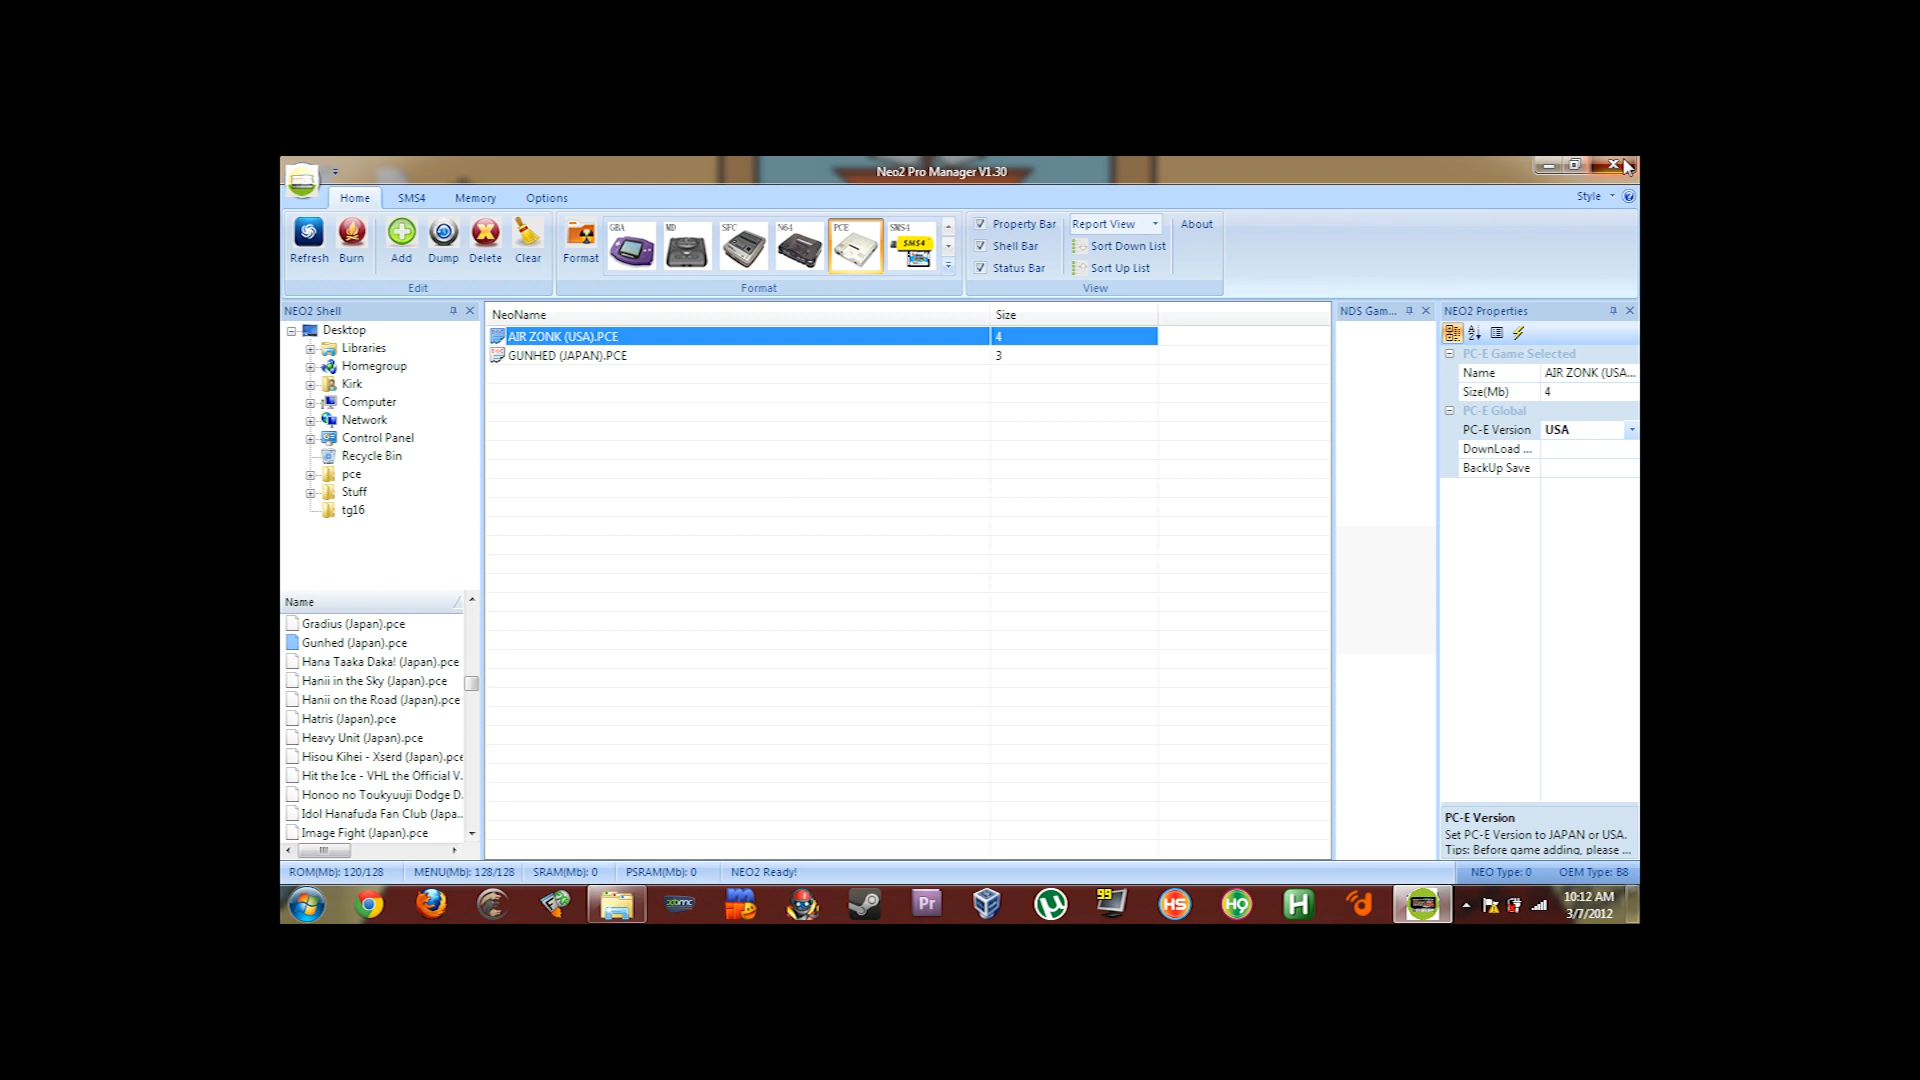 Neo2 Pro Manager V1.30
Home SMS4 Memory Options Style
GBA MD SFC N64 PCE SMS4
SMS4
Property Bar Report View About
Shell Bar Sort Down List
Status Bar Sort Up List
Refresh Burn Add Dump Delete Clear Format
Edit Format View
NEO2 Shell
Desktop
Libraries
Homegroup
Kirk
Computer
Network
Control Panel
Recycle Bin
pce
Stuff
tg16
Name
Gradius (Japan).pce
Gunhed (Japan).pce
Hana Taaka Daka! (Japan).pce
Hanii in the Sky (Japan).pce
Hanii on the Road (Japan).pce
Hatris (Japan).pce
Heavy Unit (Japan).pce
Hisou Kihei - Xserd (Japan).pce
Hit the Ice - VHL the Official V.
Honoo no Toukyuuji Dodge D.
Idol Hanafuda Fan Club (Japa..
Image Fight (Japan).pce
NeoName Size
AIR ZONK (USA).PCE 4
GUNHED (JAPAN).PCE 3
NDS Gam...
NEO2 Properties
PC-E Game Selected
Name AIR ZONK (USA...
Size(Mb) 4
PC-E Global
PC-E Version USA
DownLoad ...
BackUp Save
PC-E Version
Set PC-E Version to JAPAN or USA.
Tips: Before game adding, please ...
ROM(Mb): 120/128 MENU(Mb): 128/128 SRAM(Mb): 0 PSRAM(Mb): 0 NEO2 Ready! NEO Type: 0 OEM Type: B8
xbmc Pr 99 HS HQ H
10:12 AM
3/7/2012